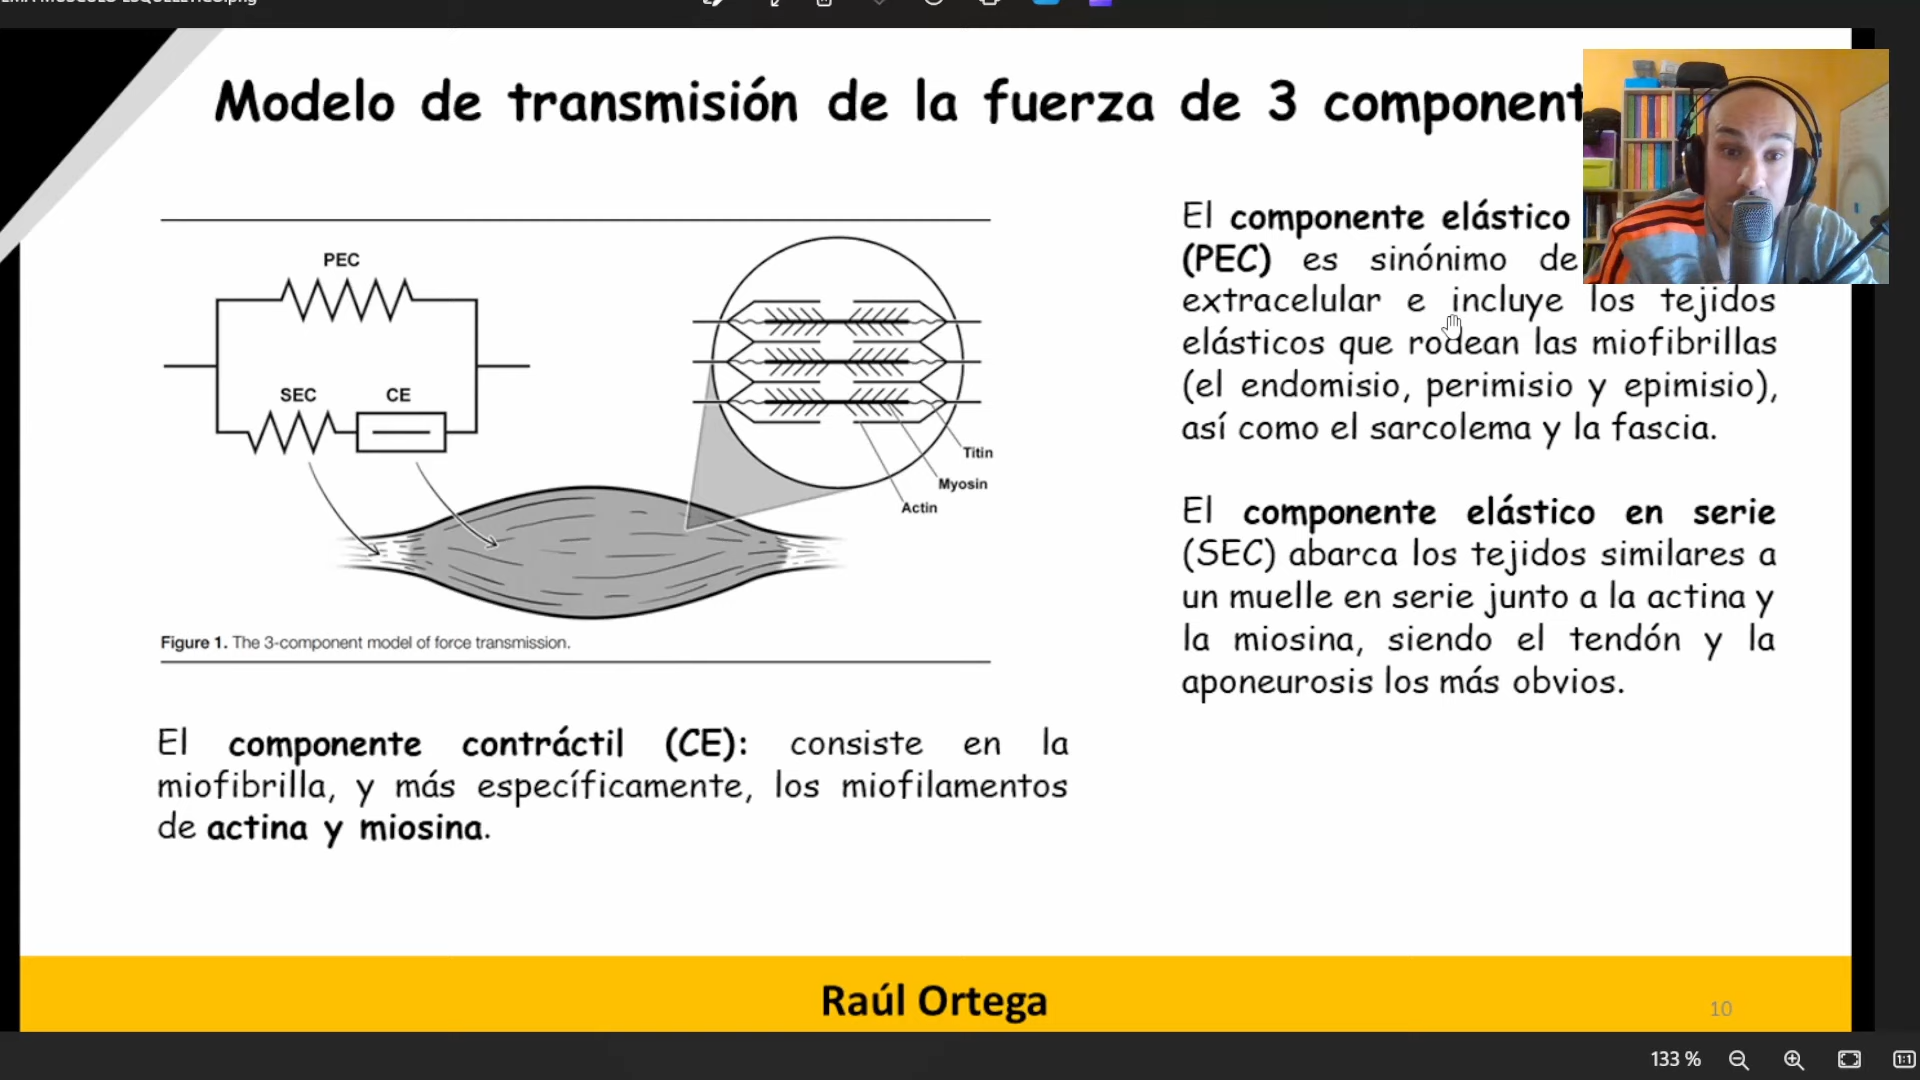 Modelo de transmisión de la fuerza de 3
PEC
SEC CE
Titin
Myosin
Actin
Figure 1. The 3-component model of force transmission.
El componente contráctil (CE): consiste en la
miofibrilla, y más específicamente, los miofilamentos
de actina y miosina.
El componente elástico
(PEC) es sinónimo de
extracelular e incluye los tejidos
elásticos que rodean las miofibrillas
(el endomisio, perimisio y epimisio),
así como el sarcolema y la fascia.
El componente elástico en serie
(SEC) abarca los tejidos similares a
un muelle en serie junto a la actina y
la miosina, siendo el tendón y la
aponeurosis los más obvios.
Raúl Ortega
10
133 %
1:1